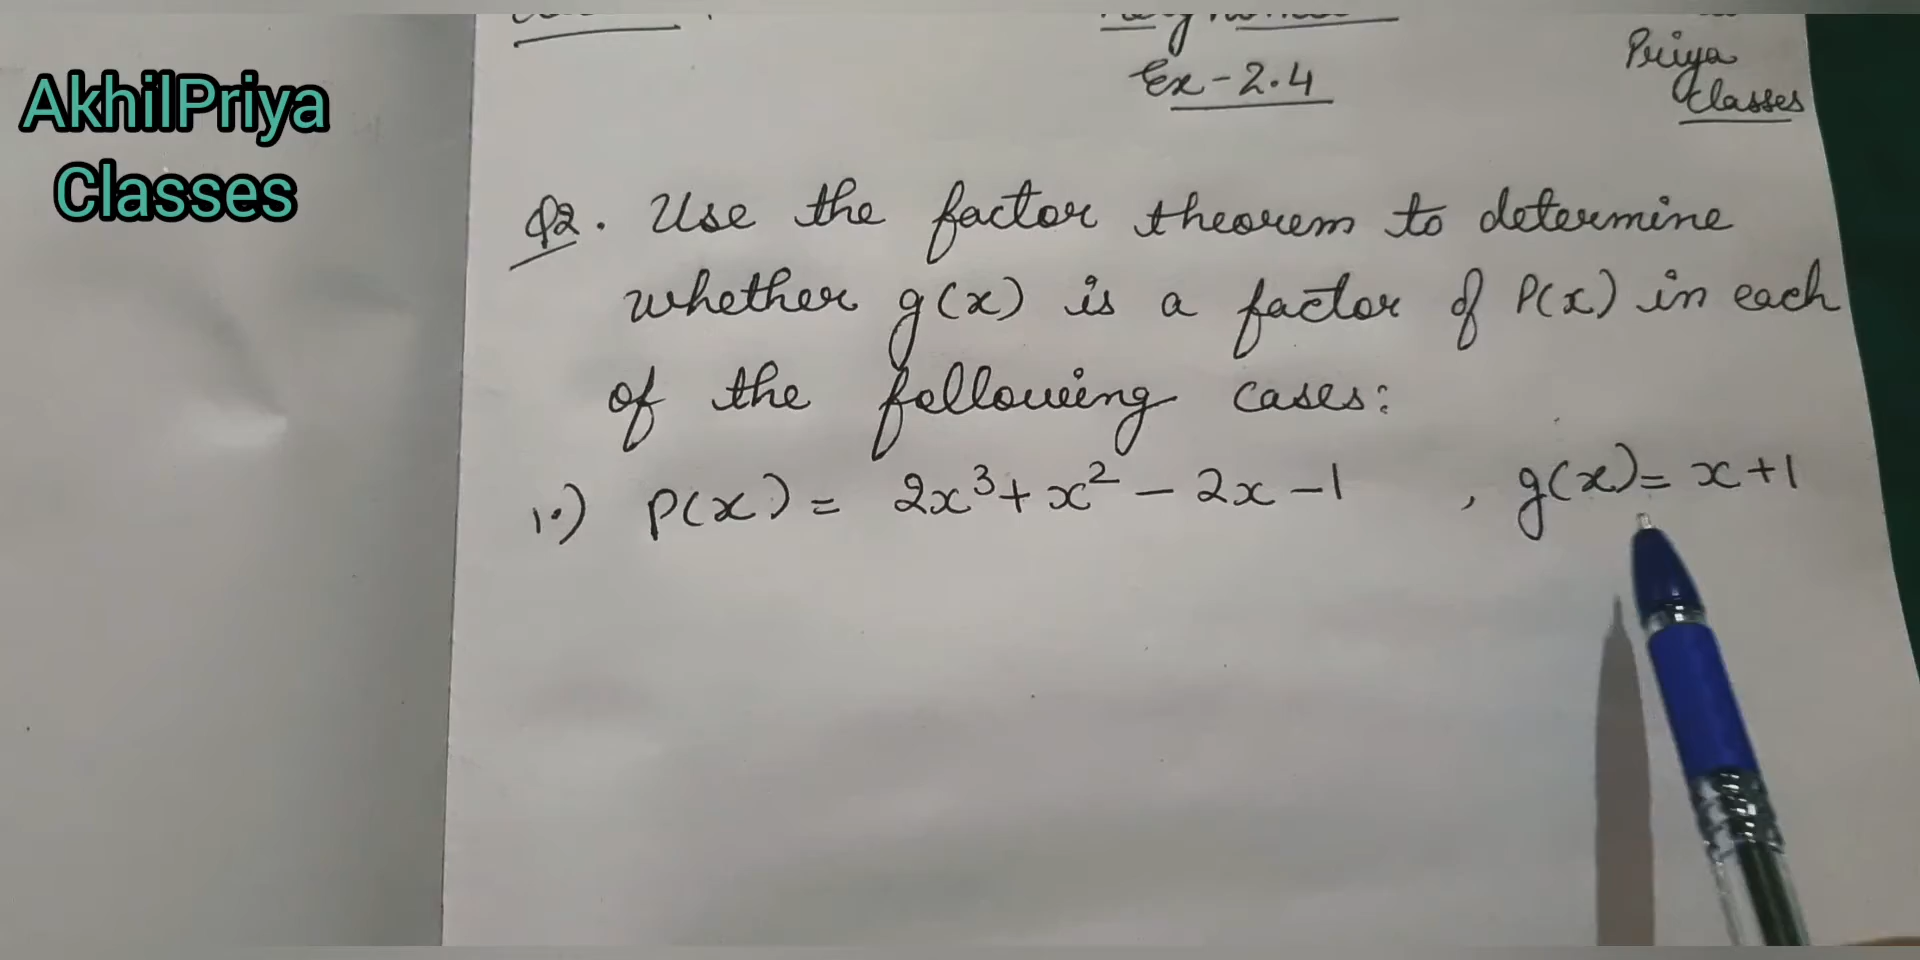 AkhilPriya
Classes
Ex-2.4
Priya
Classes
Q2. Use the factor theorem to determine
whether g(x) is a factor of P(x) in each
of the following cases:
1.) P(x) = 2x³+x²-2x-1 , g(x)= x+1